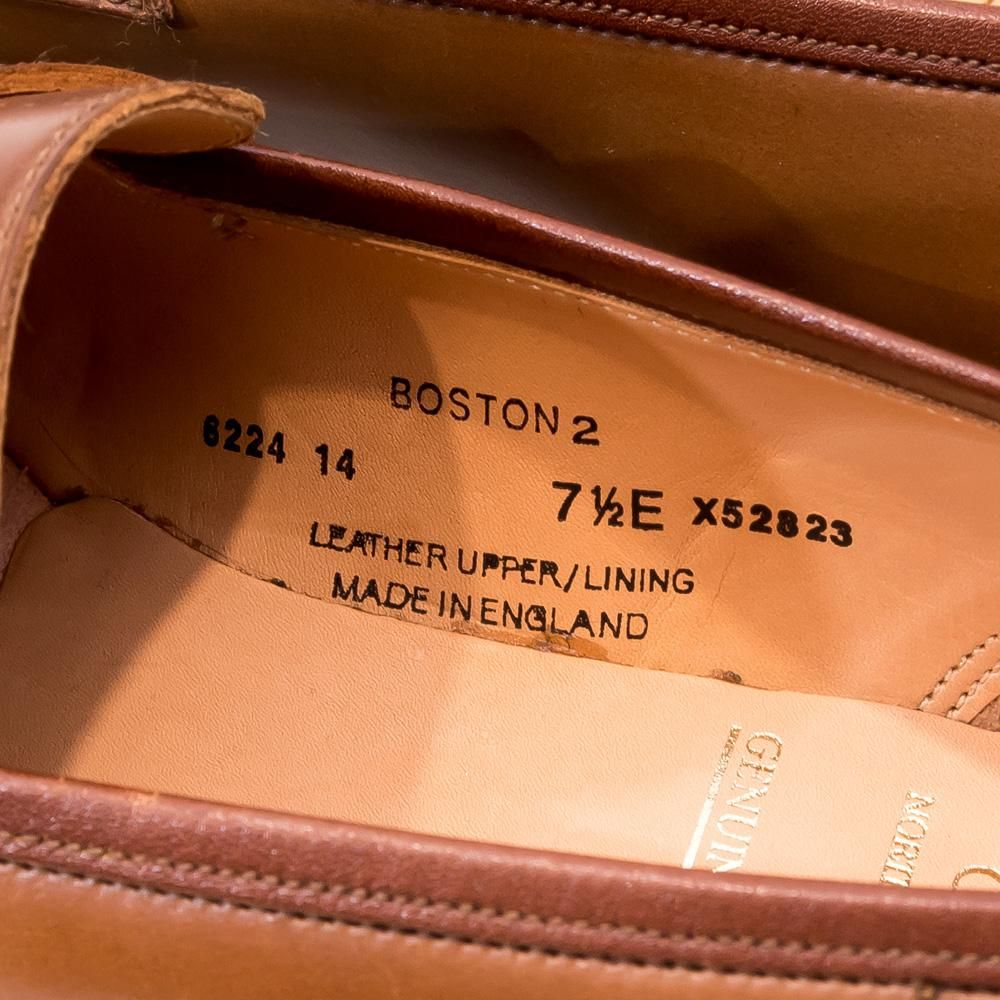 BOSTON 2
6224 14
7½E X52823
LEATHER UPPER/LINING
MADE IN ENGLAND